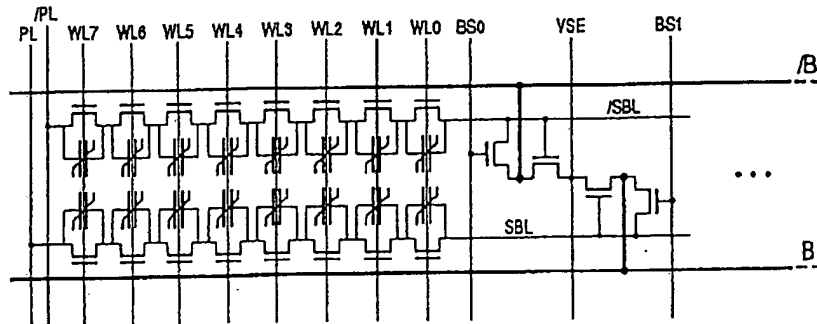 /PL
PL WL7 WL6 WL5 WL4 WL3 WL2 WL1 WL0 BS0 VSE BS1
/B
/SBL
SBL
B